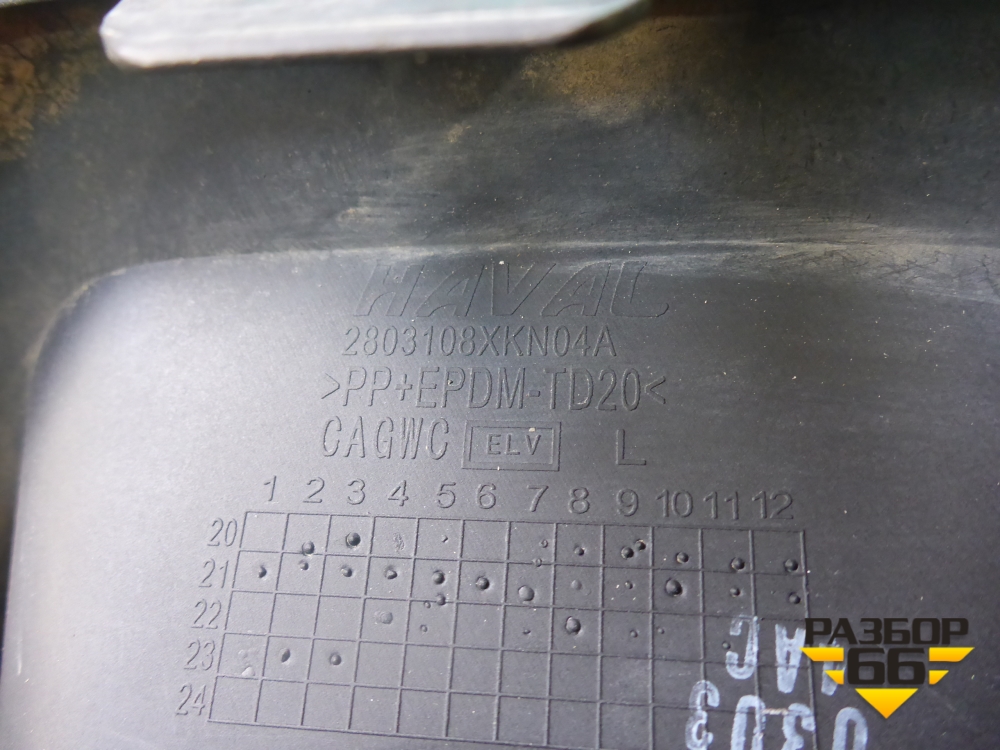 HAVAL
2803108XKN04A
>PP+EPDM-TD20<
CAGWC ELV L
1 2 3 4 5 6 7 8 9 10 11 12
20
21
22
23
24
РАЗБОР
66